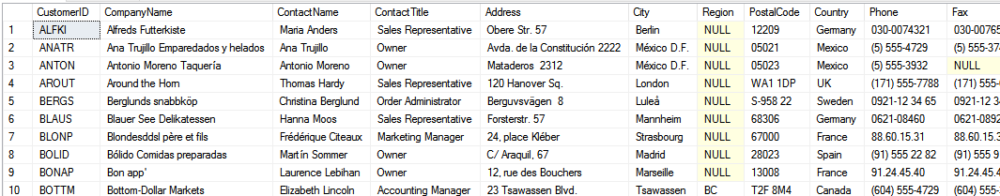 CustomerID CompanyName ContactName ContactTitle Address City Region PostalCode Country Phone Fax
1 ALFKI Alfreds Futterkiste Maria Anders Sales Representative Obere Str. 57 Berlin NULL 12209 Germany 030-0074321 030-00765
2 ANATR Ana Trujillo Emparedados y helados Ana Trujillo Owner Avda. de la Constitución 2222 México D.F. NULL 05021 Mexico (5) 555-4729 (5) 555-37
3 ANTON Antonio Moreno Taquería Antonio Moreno Owner Mataderos 2312 México D.F. NULL 05023 Mexico (5) 555-3932 NULL
4 AROUT Around the Horn Thomas Hardy Sales Representative 120 Hanover Sq. London NULL WA1 1DP UK (171) 555-7788 (171) 555-
5 BERGS Berglunds snabbköp Christina Berglund Order Administrator Berguvsvägen 8 Luleå NULL S-958 22 Sweden 0921-12 34 65 0921-12 3
6 BLAUS Blauer See Delikatessen Hanna Moos Sales Representative Forsterstr. 57 Mannheim NULL 68306 Germany 0621-08460 0621-0892
7 BLONP Blondesddsl père et fils Frédérique Citeaux Marketing Manager 24, place Kléber Strasbourg NULL 67000 France 88.60.15.31 88.60.15.
8 BOLID Bólido Comidas preparadas Martín Sommer Owner C/ Araquil, 67 Madrid NULL 28023 Spain (91) 555 22 82 (91) 555 9
9 BONAP Bon app' Laurence Lebihan Owner 12, rue des Bouchers Marseille NULL 13008 France 91.24.45.40 91.24.45.
10 BOTTM Bottom-Dollar Markets Elizabeth Lincoln Accounting Manager 23 Tsawassen Blvd. Tsawassen BC T2F 8M4 Canada (604) 555-4729 (604) 555-